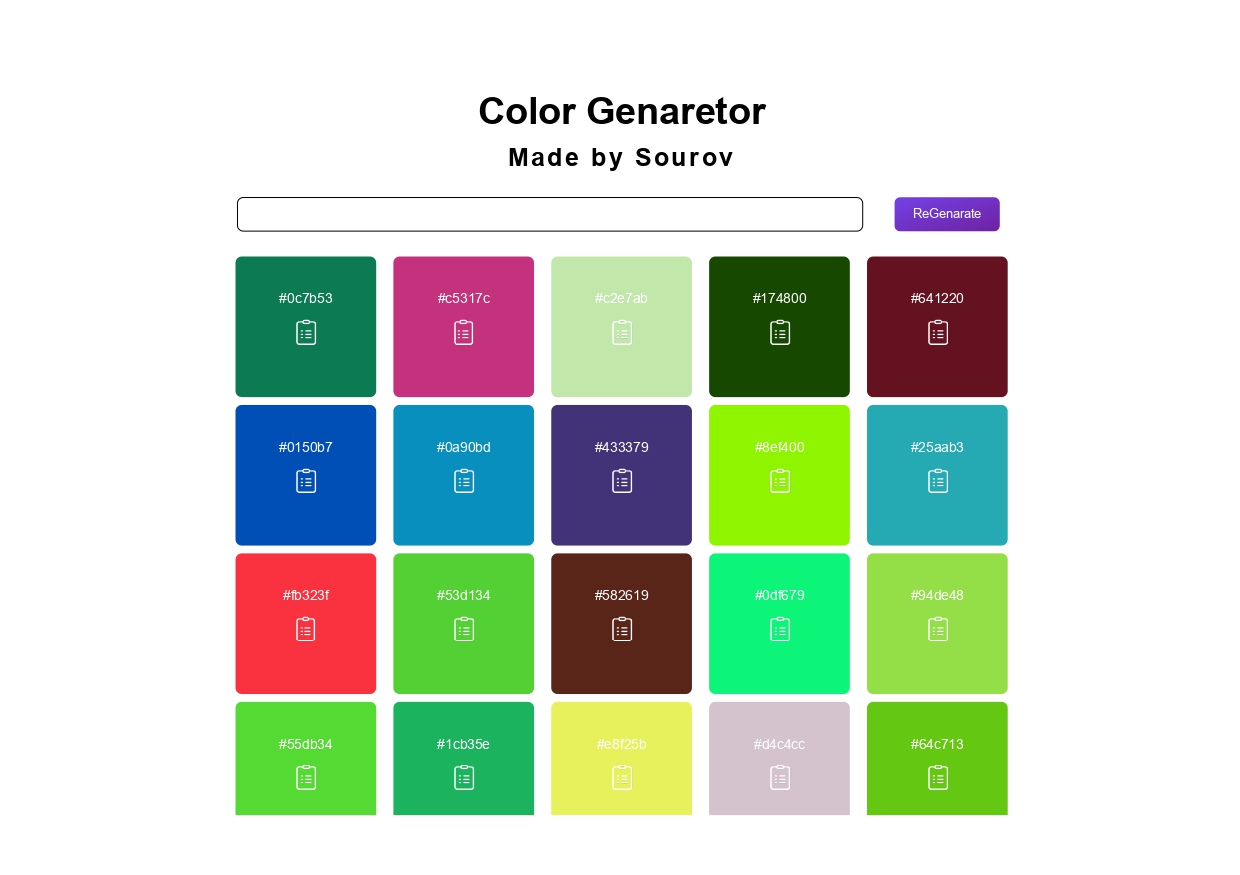 Color Genaretor
Made by Sourov
ReGenarate
#0c7b53 #c5317c #c2e7ab #174800 #641220
#0150b7 #0a90bd #433379 #8ef400 #25aab3
#fb323f #53d134 #582619 #0df679 #94de48
#55db34 #1cb35e #e8f25b #d4c4cc #64c713